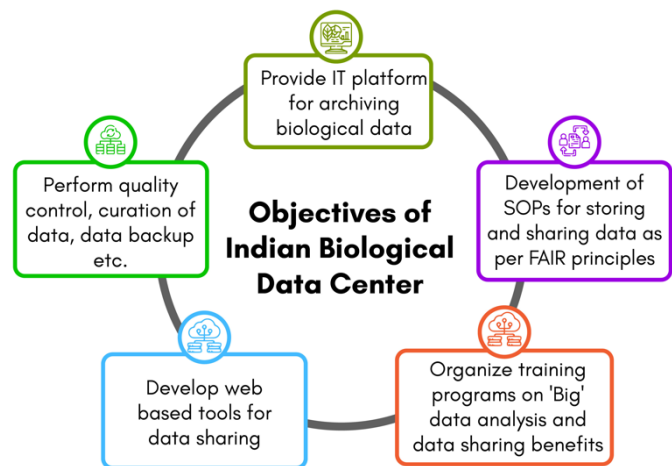 Provide IT platform
for archiving
biological data
Perform quality
control, curation of
data, data backup
etc.
Objectives of
Indian Biological
Data Center
Development of
SOPs for storing
and sharing data as
per FAIR principles
Develop web
based tools for
data sharing
Organize training
programs on 'Big'
data analysis and
data sharing benefits